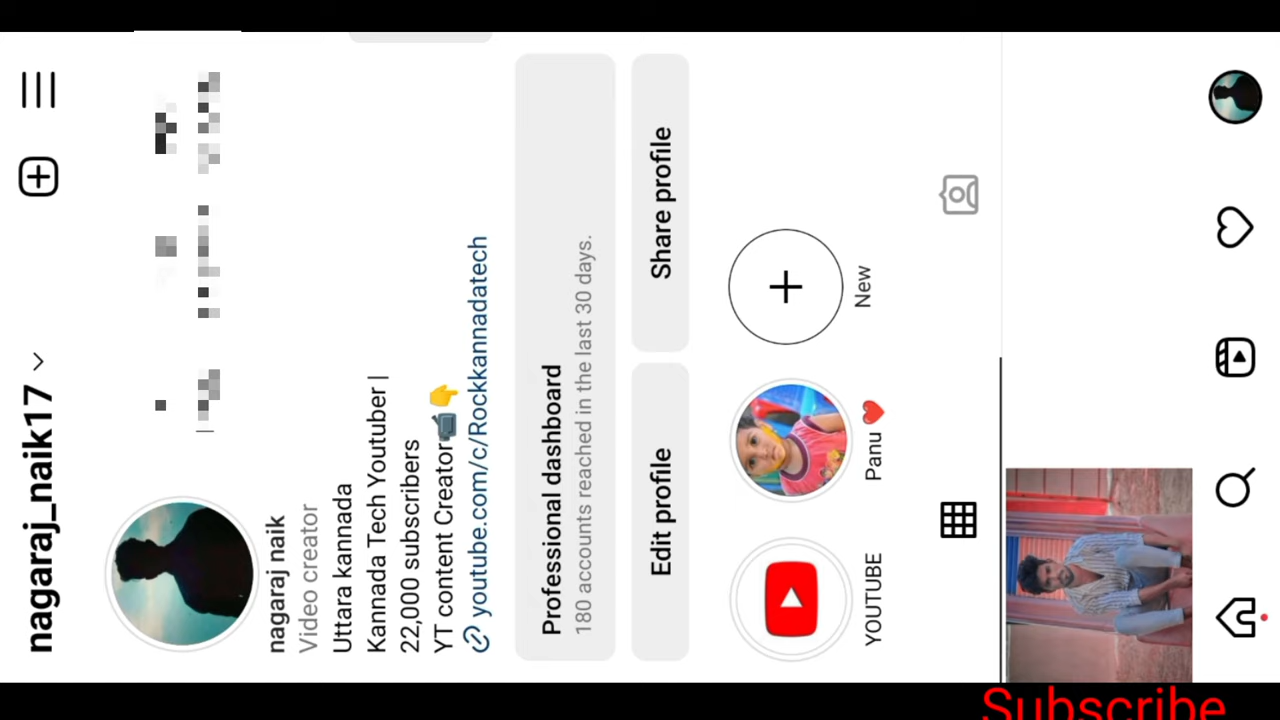 nagaraj_naik17
nagaraj naik
Video creator
Uttara kannada
Kannada Tech Youtuber |
22,000 subscribers
YT content Creator🎥👉
youtube.com/c/Rockkannadatech
Professional dashboard
180 accounts reached in the last 30 days.
Edit profile
Share profile
YOUTUBE
Panu ❤️
New
Subscribe